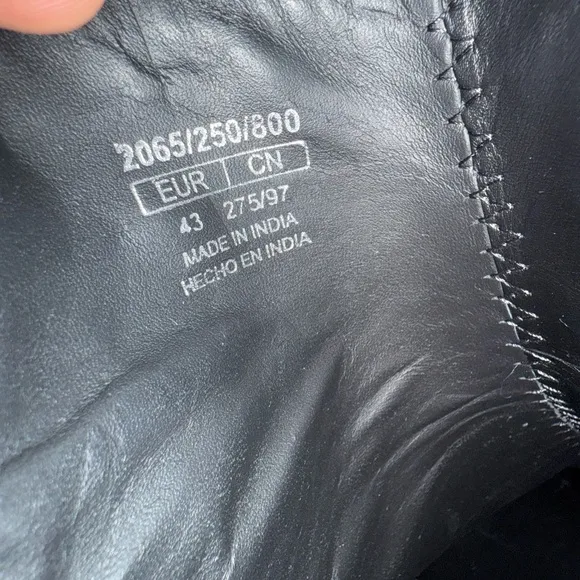 2065/250/800
EUR CN
43 275/97
MADE IN INDIA
HECHO EN INDIA